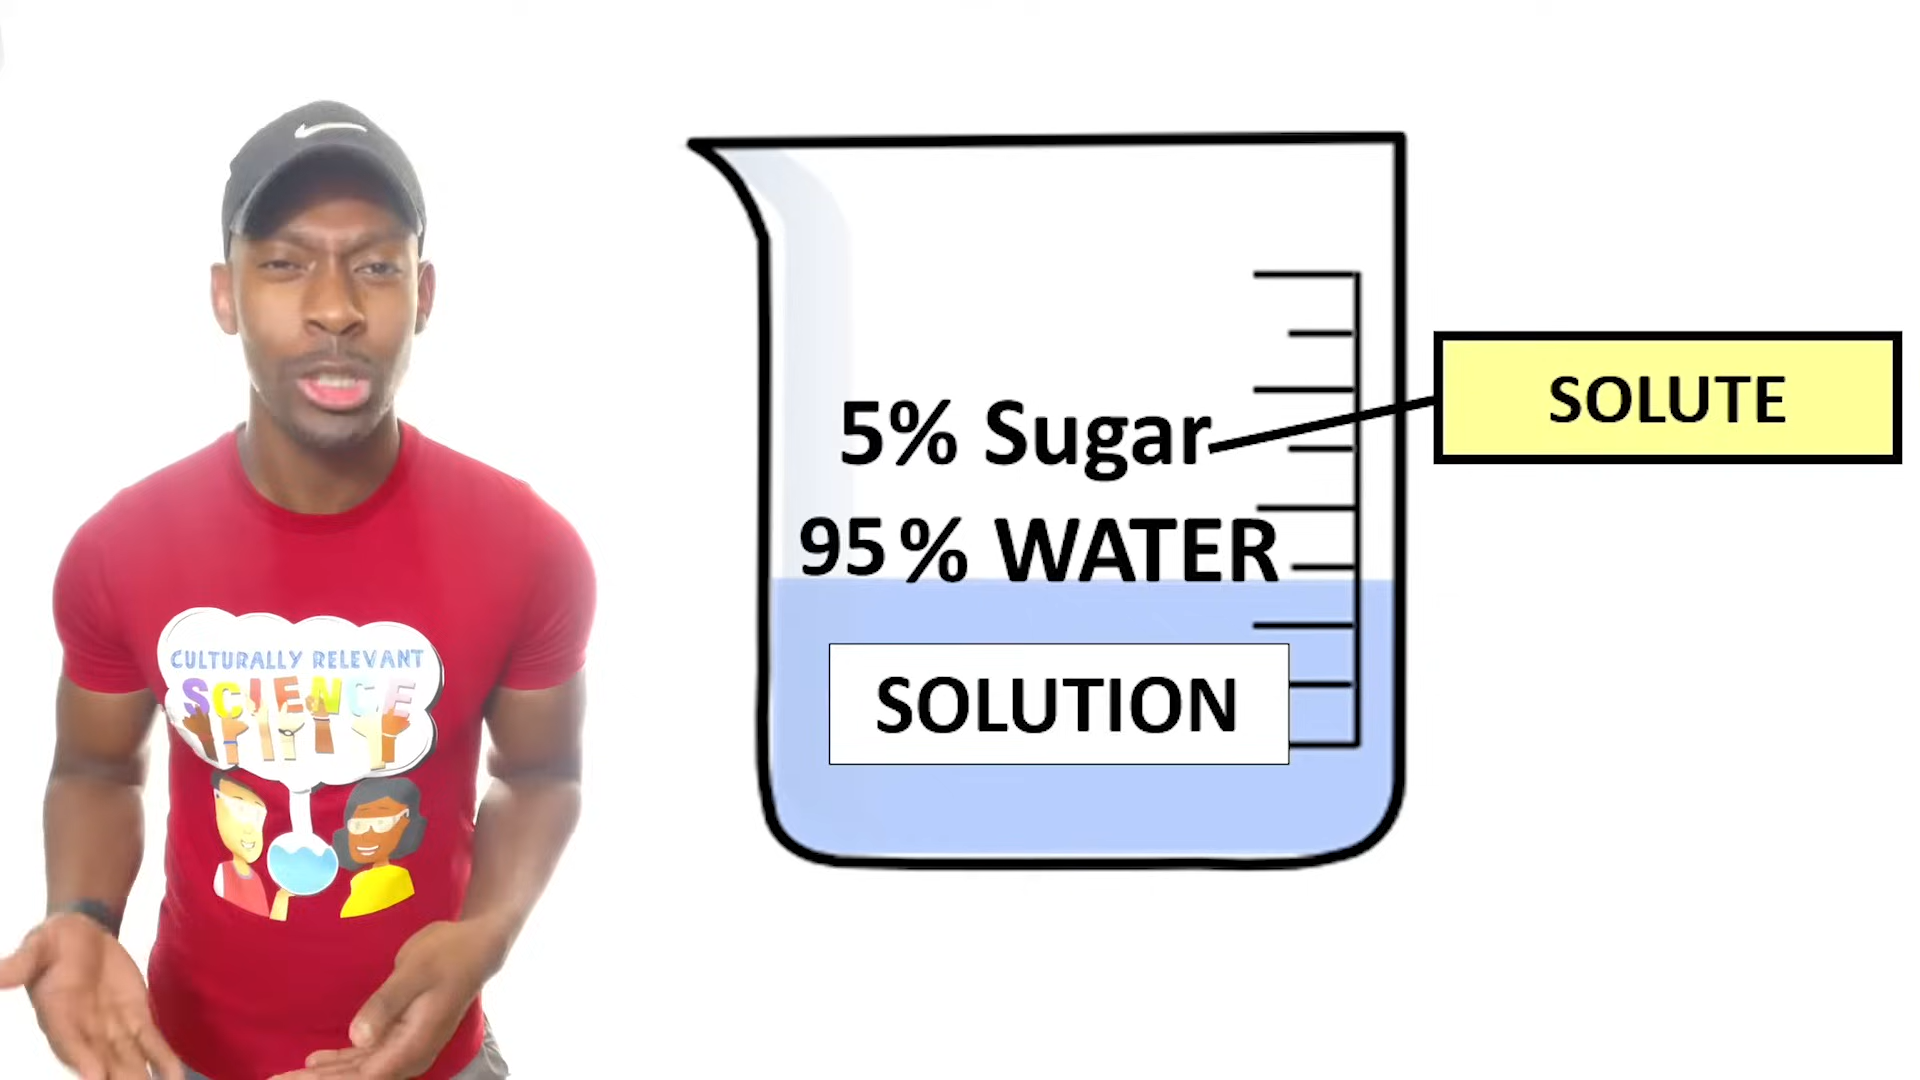 CULTURALLY RELEVANT
SCIENCE
5% Sugar
95% WATER
SOLUTION
SOLUTE